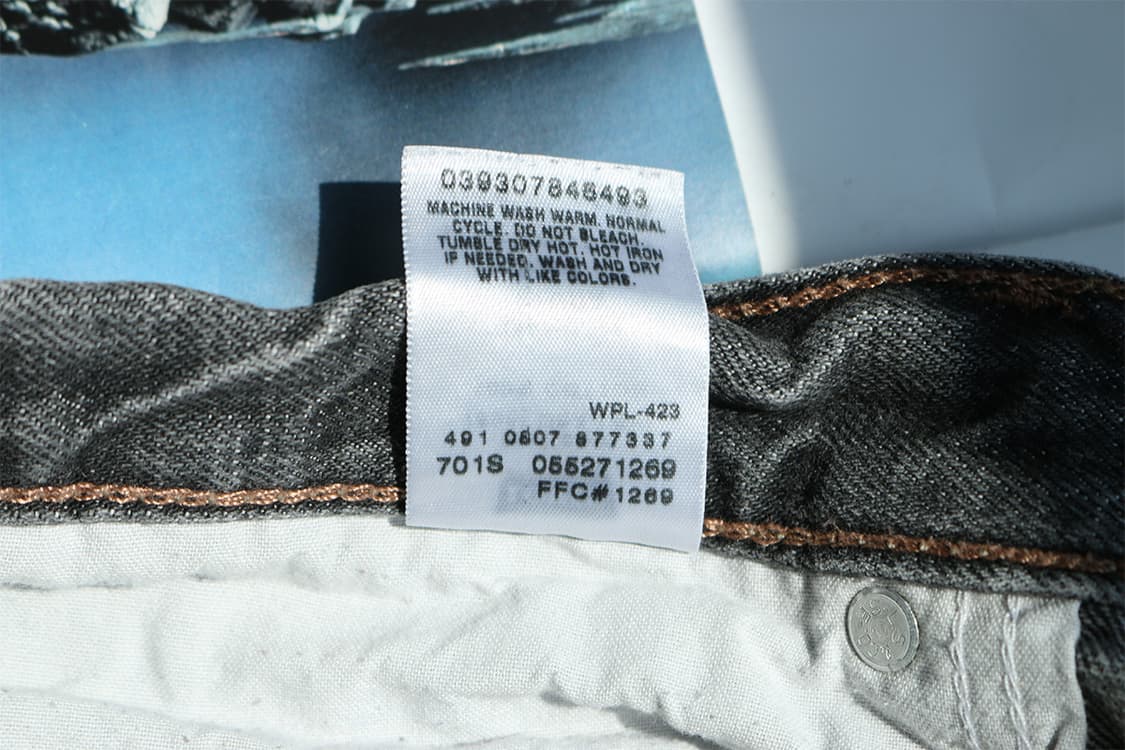 039307846493
MACHINE WASH WARM. NORMAL
CYCLE. DO NOT BLEACH.
TUMBLE DRY HOT. HOT IRON
IF NEEDED. WASH AND DRY
WITH LIKE COLORS.
WPL-423
491 0507 877337
701S 055271269
FFC#1269